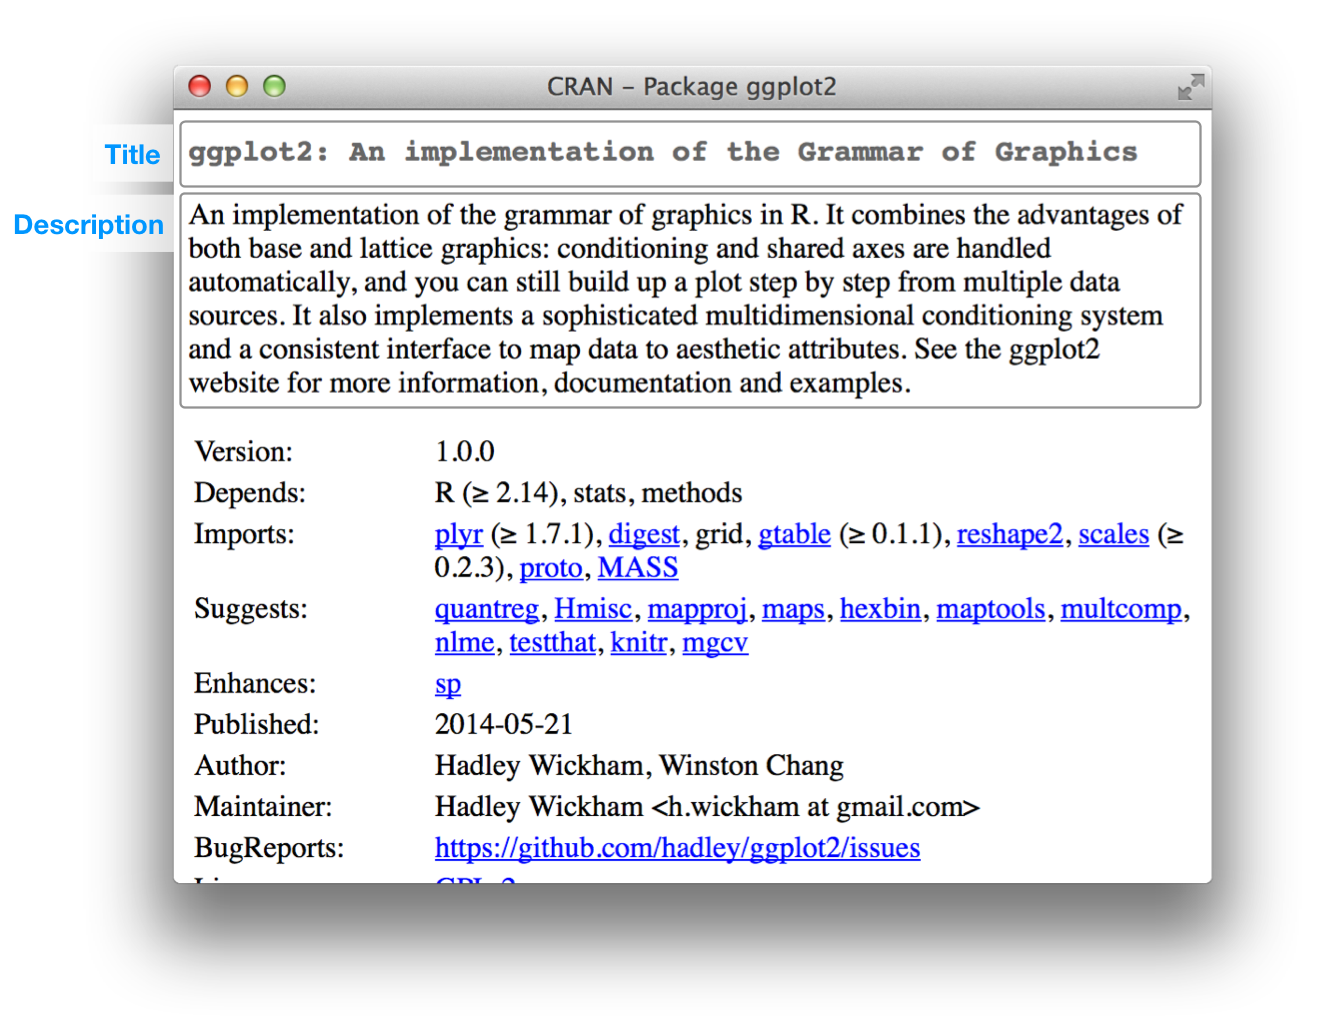 CRAN – Package ggplot2
Title
ggplot2: An implementation of the Grammar of Graphics
Description
An implementation of the grammar of graphics in R. It combines the advantages of
both base and lattice graphics: conditioning and shared axes are handled
automatically, and you can still build up a plot step by step from multiple data
sources. It also implements a sophisticated multidimensional conditioning system
and a consistent interface to map data to aesthetic attributes. See the ggplot2
website for more information, documentation and examples.
Version: 1.0.0
Depends: R (≥ 2.14), stats, methods
Imports: plyr (≥ 1.7.1), digest, grid, gtable (≥ 0.1.1), reshape2, scales (≥
0.2.3), proto, MASS
Suggests: quantreg, Hmisc, mapproj, maps, hexbin, maptools, multcomp,
nlme, testthat, knitr, mgcv
Enhances: sp
Published: 2014-05-21
Author: Hadley Wickham, Winston Chang
Maintainer: Hadley Wickham <h.wickham at gmail.com>
BugReports: https://github.com/hadley/ggplot2/issues